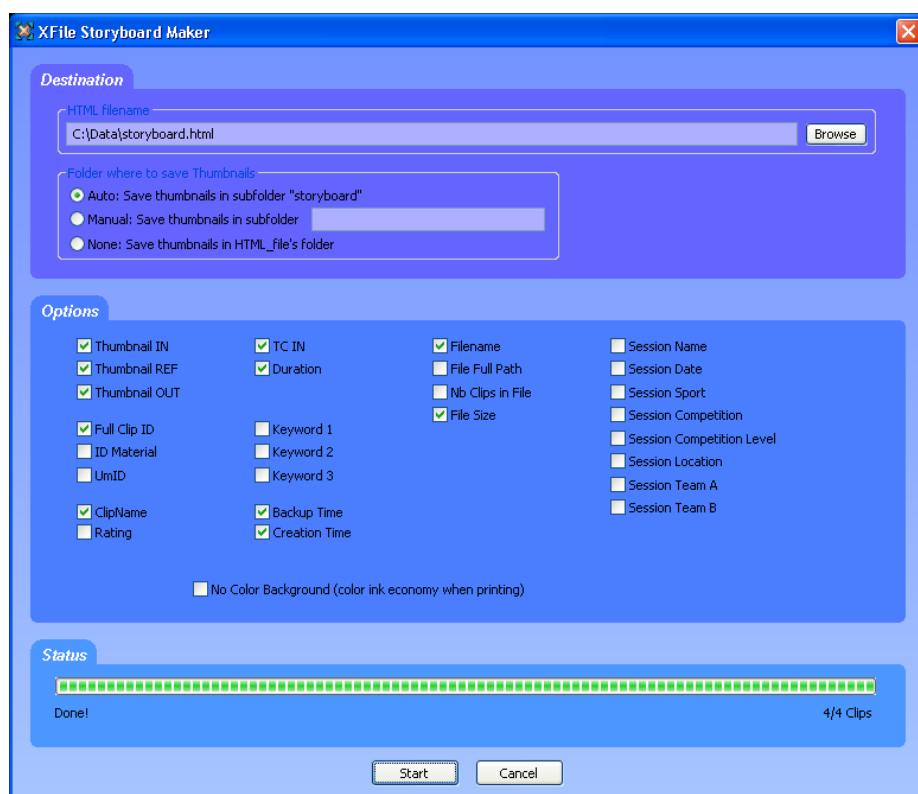 XFile Storyboard Maker
Destination
HTML filename
C:\Data\storyboard.html
Browse
Folder where to save Thumbnails
Auto: Save thumbnails in subfolder "storyboard"
Manual: Save thumbnails in subfolder
None: Save thumbnails in HTML_file's folder
Options
Thumbnail IN TC IN Filename Session Name
Thumbnail REF Duration File Full Path Session Date
Thumbnail OUT Nb Clips in File Session Sport
Full Clip ID Keyword 1 File Size Session Competition
ID Material Keyword 2 Session Competition Level
UmID Keyword 3 Session Location
Session Team A
ClipName Backup Time Session Team B
Rating Creation Time
No Color Background (color ink economy when printing)
Status
Done! 4/4 Clips
Start Cancel